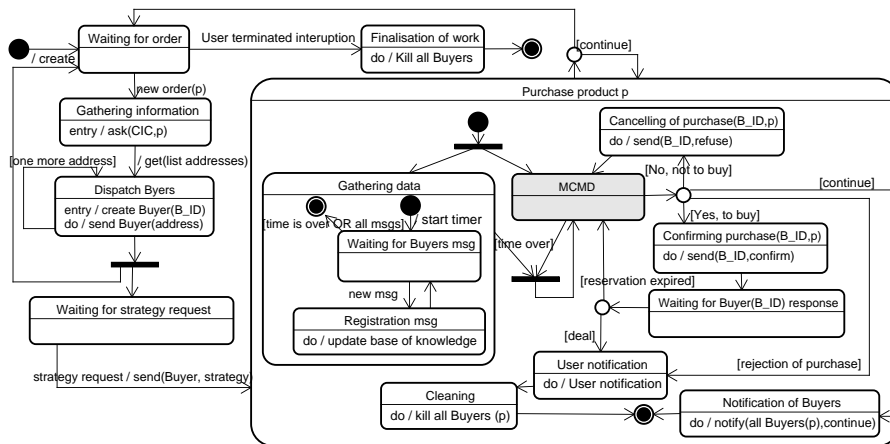 Waiting for order
/ create
User terminated interuption
Finalisation of work
do / Kill all Buyers
[continue]
new order(p)
Gathering information
entry / ask(CIC,p)
[one more address]
/ get(list addresses)
Dispatch Byers
entry / create Buyer(B_ID)
do / send Buyer(address)
Waiting for strategy request
strategy request / send(Buyer, strategy)
Purchase product p
Cancelling of purchase(B_ID,p)
do / send(B_ID,refuse)
[No, not to buy]
[continue]
Gathering data
MCMD
[time is over OR all msgs]
start timer
[Yes, to buy]
Waiting for Buyers msg
[time over]
Confirming purchase(B_ID,p)
do / send(B_ID,confirm)
[reservation expired]
new msg
Waiting for Buyer(B_ID) response
Registration msg
do / update base of knowledge
[deal]
User notification
do / User notification
[rejection of purchase]
Cleaning
do / kill all Buyers (p)
Notification of Buyers
do / notify(all Buyers(p),continue)